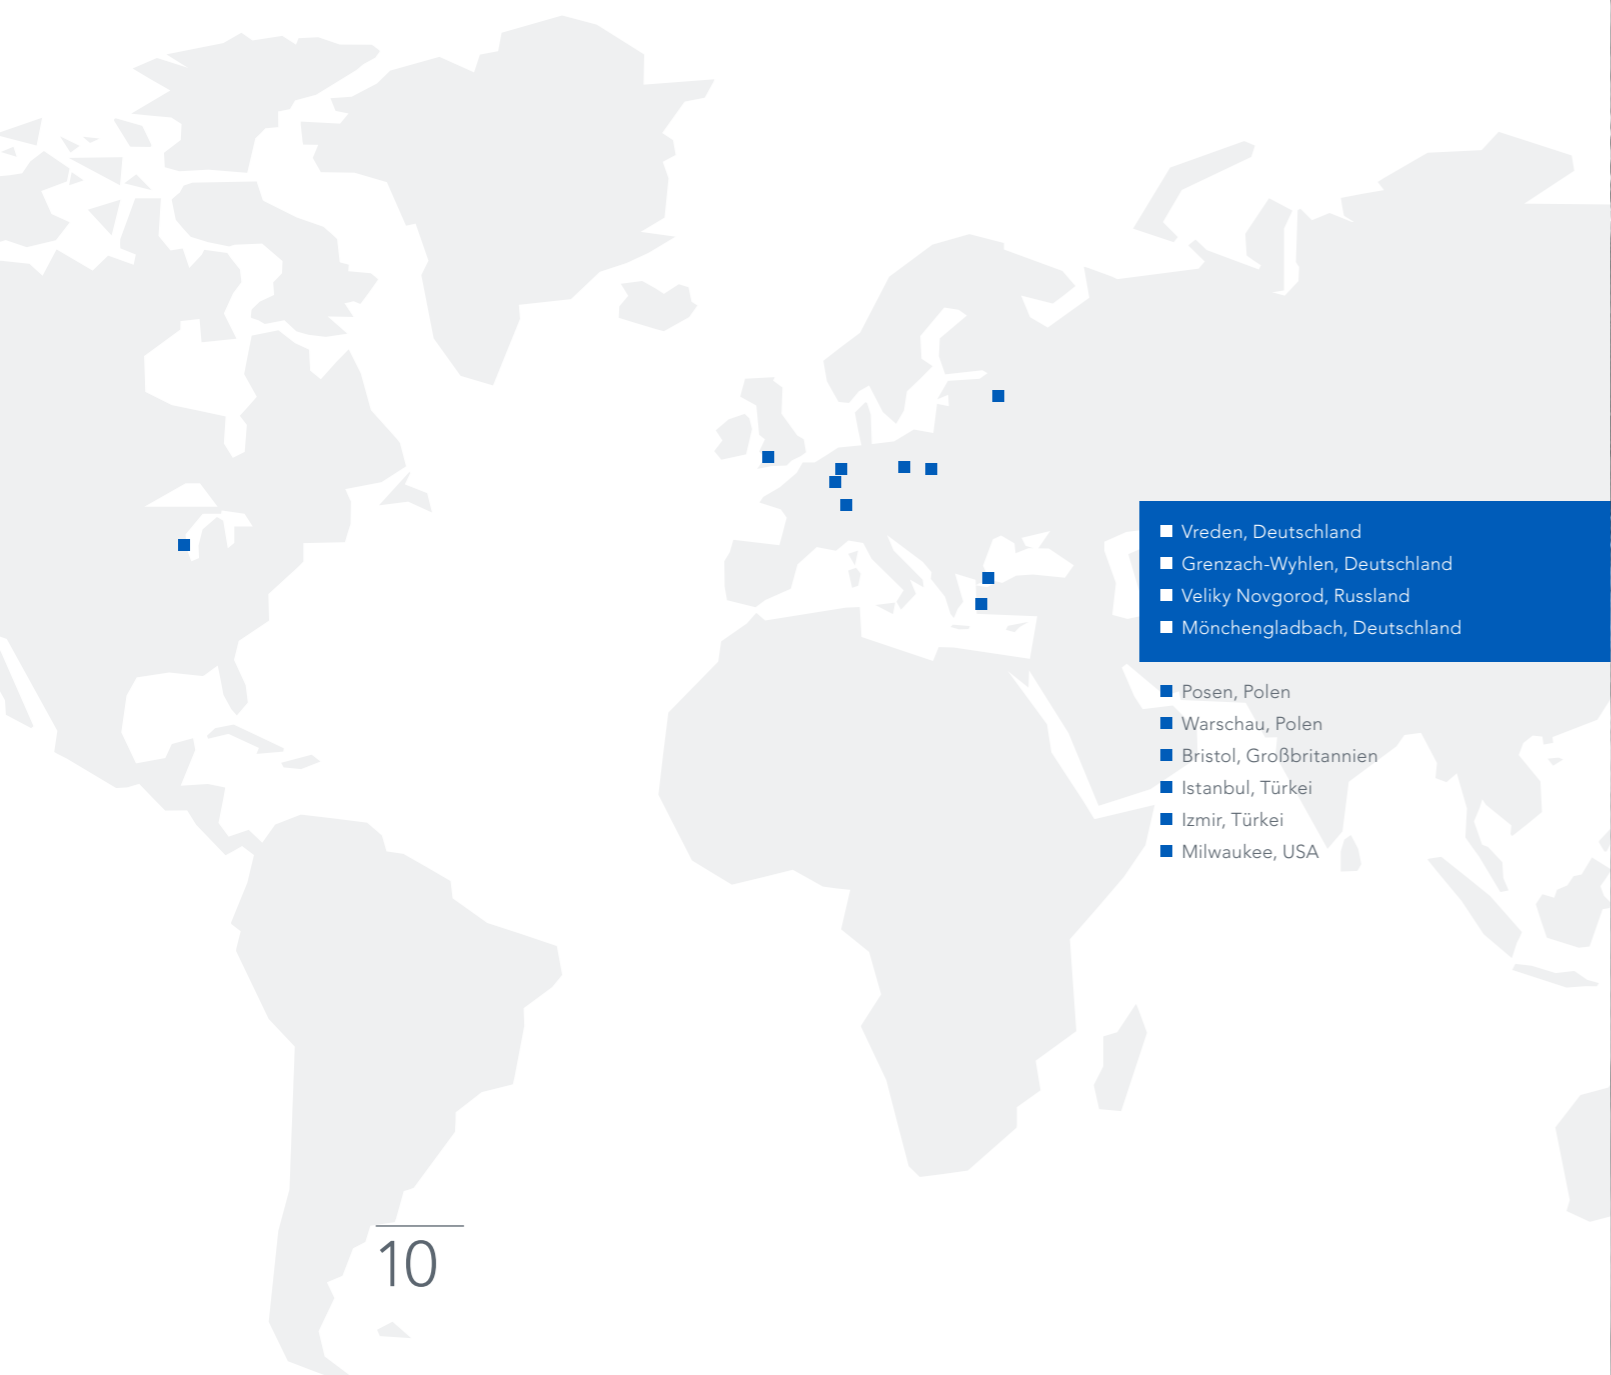 Vreden, Deutschland
Grenzach-Wyhlen, Deutschland
Veliky Novgorod, Russland
Mönchengladbach, Deutschland
Posen, Polen
Warschau, Polen
Bristol, Großbritannien
Istanbul, Türkei
Izmir, Türkei
Milwaukee, USA
10